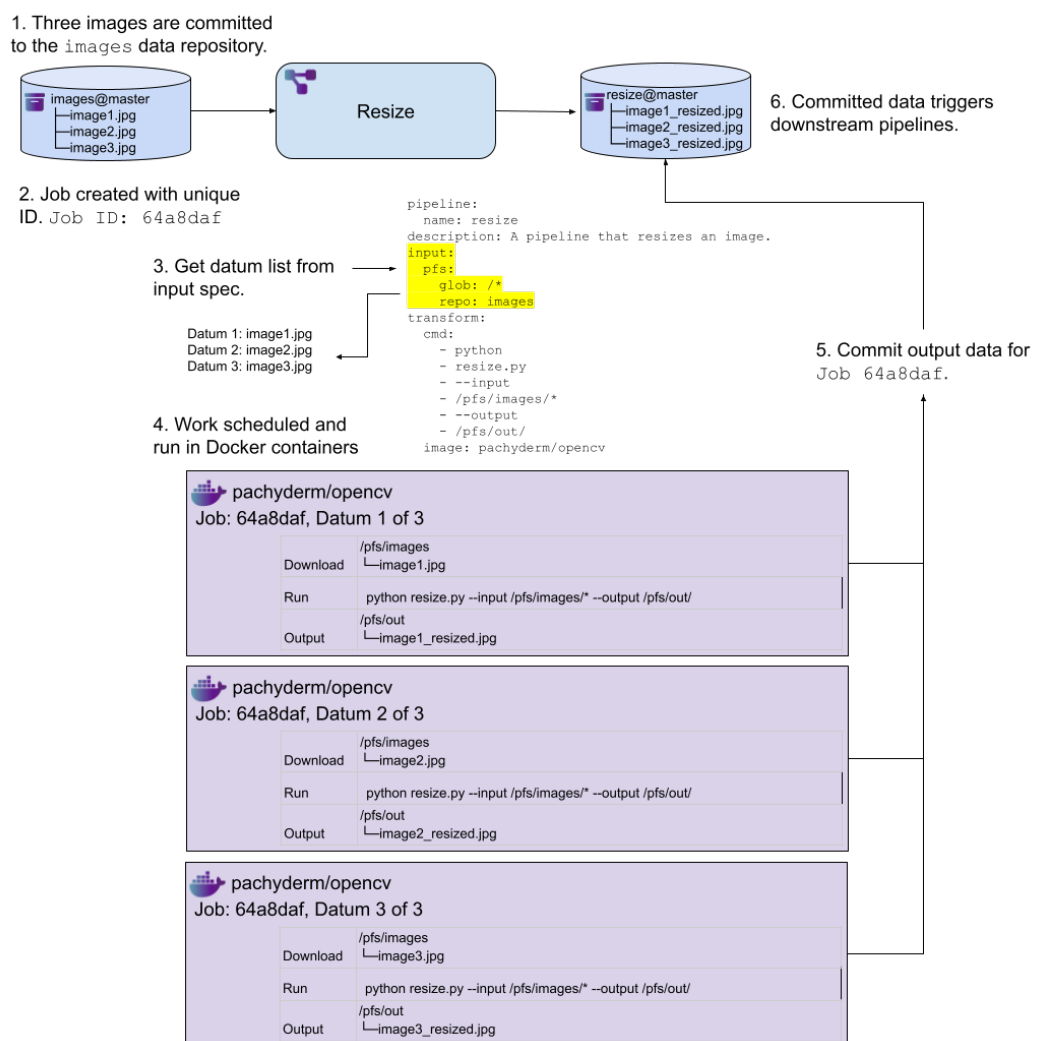 1. Three images are committed
to the images data repository.
images@master
image1.jpg
image2.jpg
image3.jpg
Resize
resize@master
image1_resized.jpg
image2_resized.jpg
image3_resized.jpg
6. Committed data triggers
downstream pipelines.
2. Job created with unique
ID. Job ID: 64a8daf
3. Get datum list from
input spec.
Datum 1: image1.jpg
Datum 2: image2.jpg
Datum 3: image3.jpg
pipeline:
  name: resize
description: A pipeline that resizes an image.
input:
  pfs:
    glob: /*
    repo: images
transform:
  cmd:
    - python
    - resize.py
    - --input
    - /pfs/images/*
    - --output
    - /pfs/out/
  image: pachyderm/opencv
5. Commit output data for
Job 64a8daf.
4. Work scheduled and
run in Docker containers
pachyderm/opencv
Job: 64a8daf, Datum 1 of 3
/pfs/images
Download image1.jpg
Run python resize.py --input /pfs/images/* --output /pfs/out/
/pfs/out
Output image1_resized.jpg
pachyderm/opencv
Job: 64a8daf, Datum 2 of 3
/pfs/images
Download image2.jpg
Run python resize.py --input /pfs/images/* --output /pfs/out/
/pfs/out
Output image2_resized.jpg
pachyderm/opencv
Job: 64a8daf, Datum 3 of 3
/pfs/images
Download image3.jpg
Run python resize.py --input /pfs/images/* --output /pfs/out/
/pfs/out
Output image3_resized.jpg